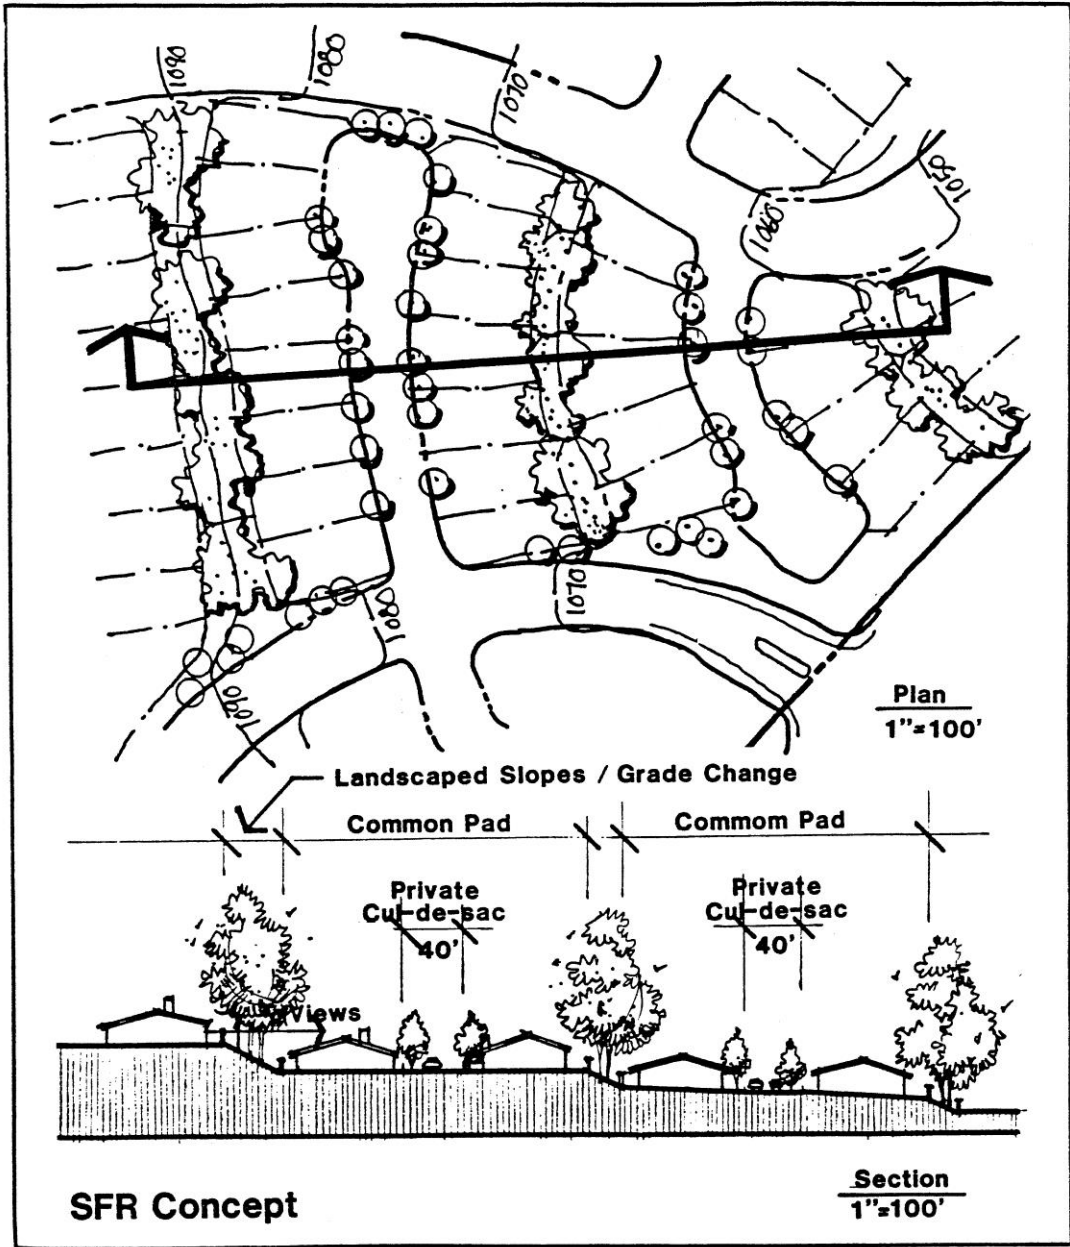 1090
1080
1070
1060
1050
1070
1080
1090
Plan
1"=100'
Landscaped Slopes / Grade Change
Common Pad
Commom Pad
Private
Cul-de-sac
40'
Private
Cul-de-sac
40'
Views
SFR Concept
Section
1"=100'